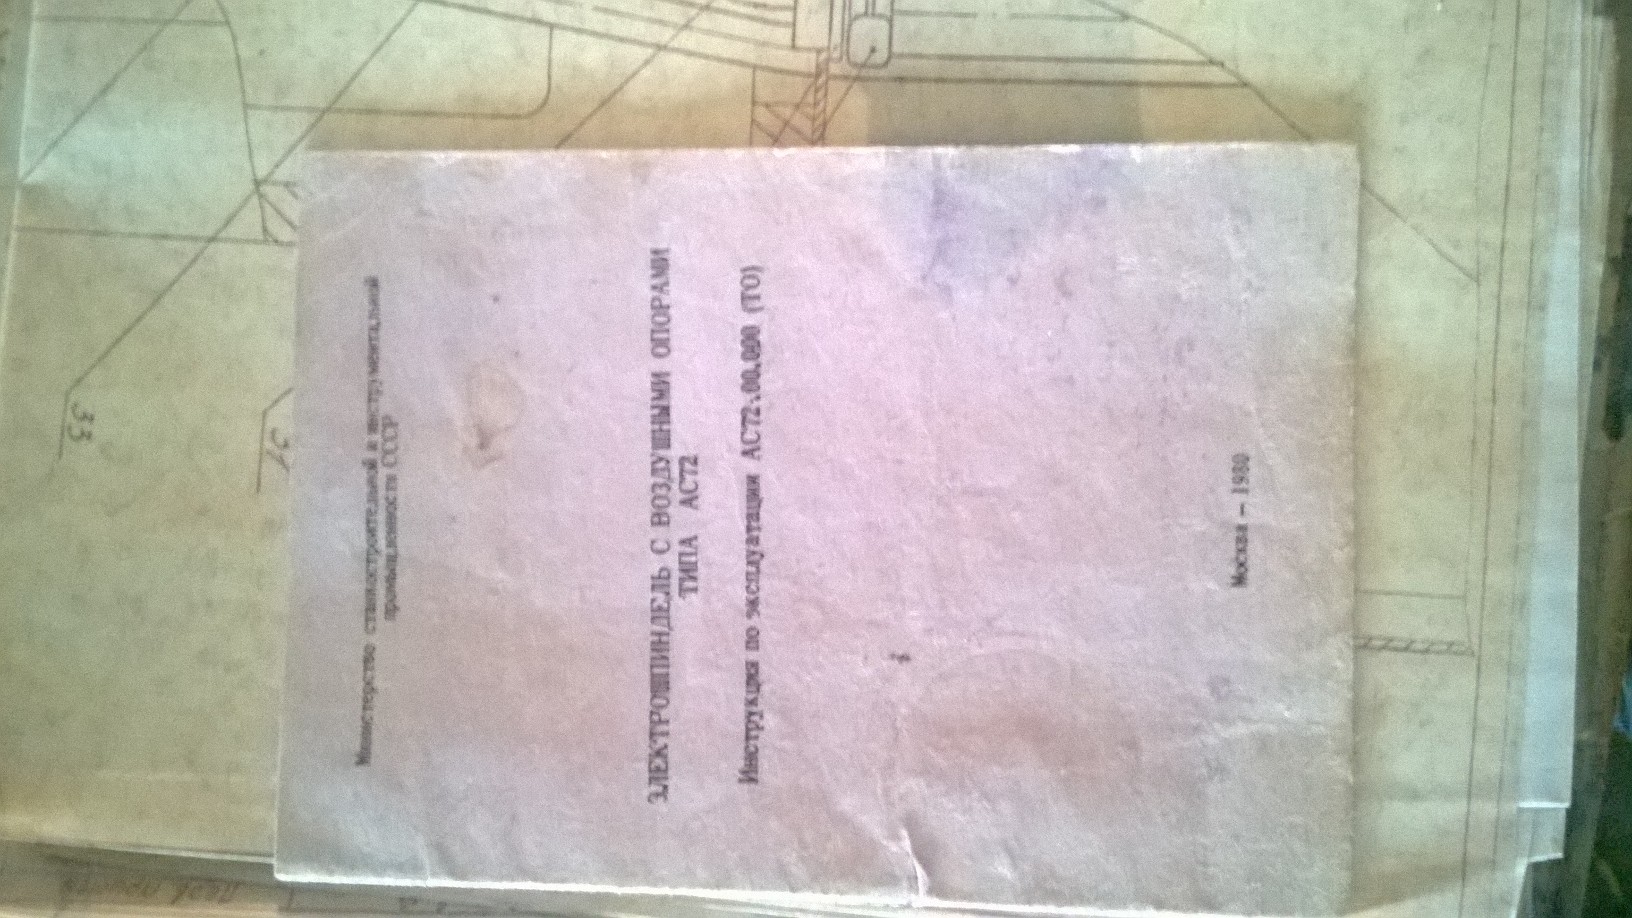 Министерство станкостроительной и инструментальной
промышленности СССР
ЭЛЕКТРОШПИНДЕЛЬ С ВОЗДУШНЫМИ ОПОРАМИ
ТИПА АС72
Инструкция по эксплуатации АС72.00.000 (ТО)
Москва – 1980
33